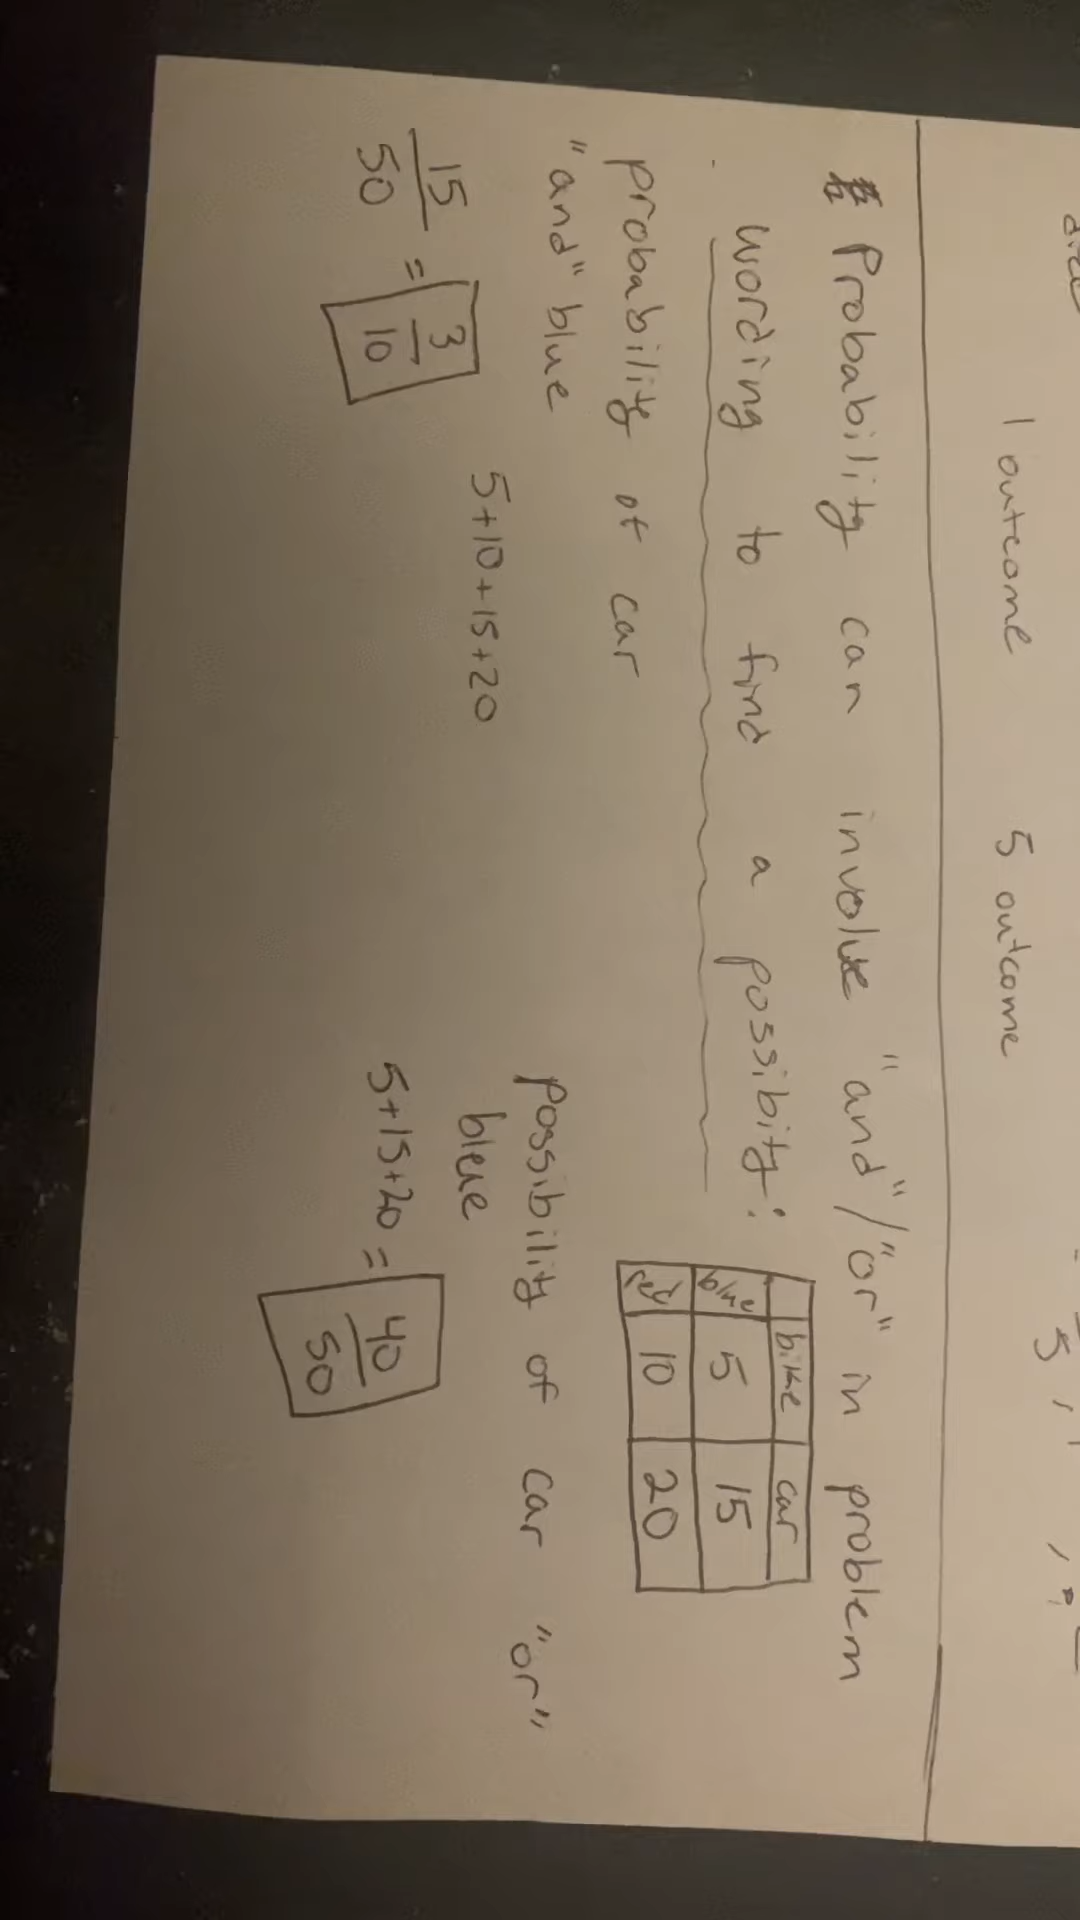 1 outcome 5 outcome
Probability can involve "and"/"or" in problem
wording to find a possibity:
bike car
blue 5 15
red 10 20
probability of car
"and" blue
5+10+15+20
15/50 = 3/10
possibility of car "or"
bleue
5+15+20 = 40/50